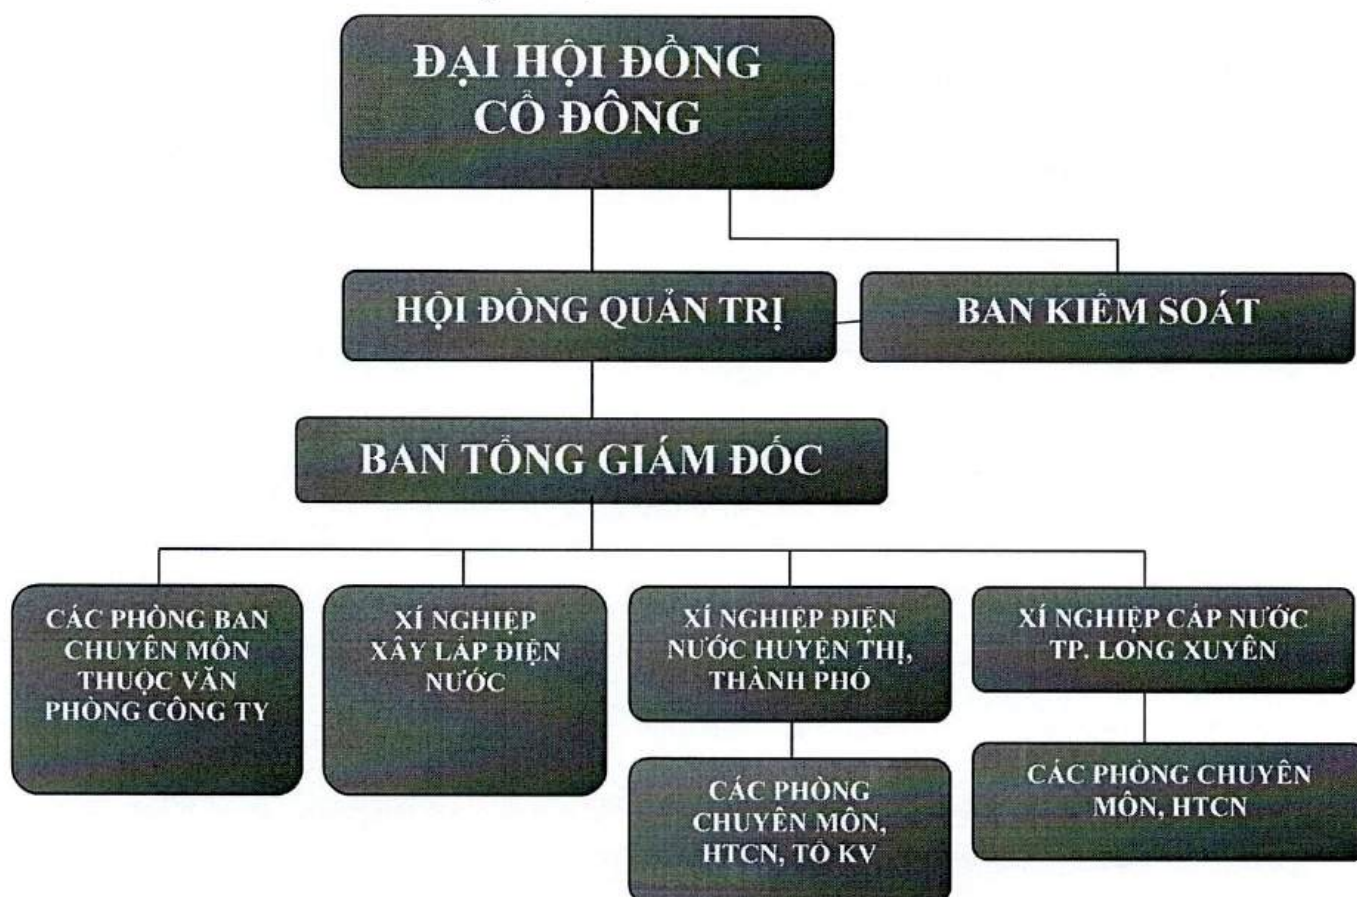 ĐẠI HỘI ĐỒNG
CỔ ĐÔNG
HỘI ĐỒNG QUẢN TRỊ
BAN KIỂM SOÁT
BAN TỔNG GIÁM ĐỐC
CÁC PHÒNG BAN
CHUYÊN MÔN
THUỘC VĂN
PHÒNG CÔNG TY
XÍ NGHIỆP
XÂY LẮP ĐIỆN
NƯỚC
XÍ NGHIỆP ĐIỆN
NƯỚC HUYỆN THỊ,
THÀNH PHỐ
XÍ NGHIỆP CẤP NƯỚC
TP. LONG XUYÊN
CÁC PHÒNG
CHUYÊN MÔN,
HTCN, TỔ KV
CÁC PHÒNG CHUYÊN
MÔN, HTCN